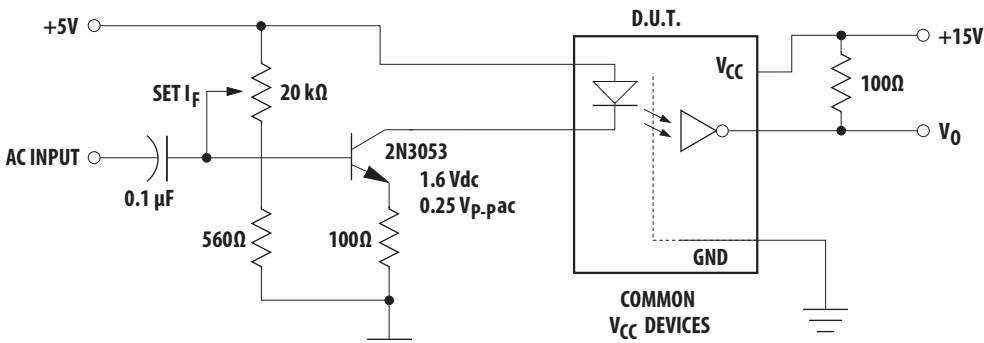 D.U.T.
+5V
+15V
VCC
SET IF
20 kΩ
100Ω
AC INPUT
2N3053
VO
0.1 µF
1.6 Vdc
0.25 VP-Pac
560Ω
100Ω
GND
COMMON
VCC DEVICES